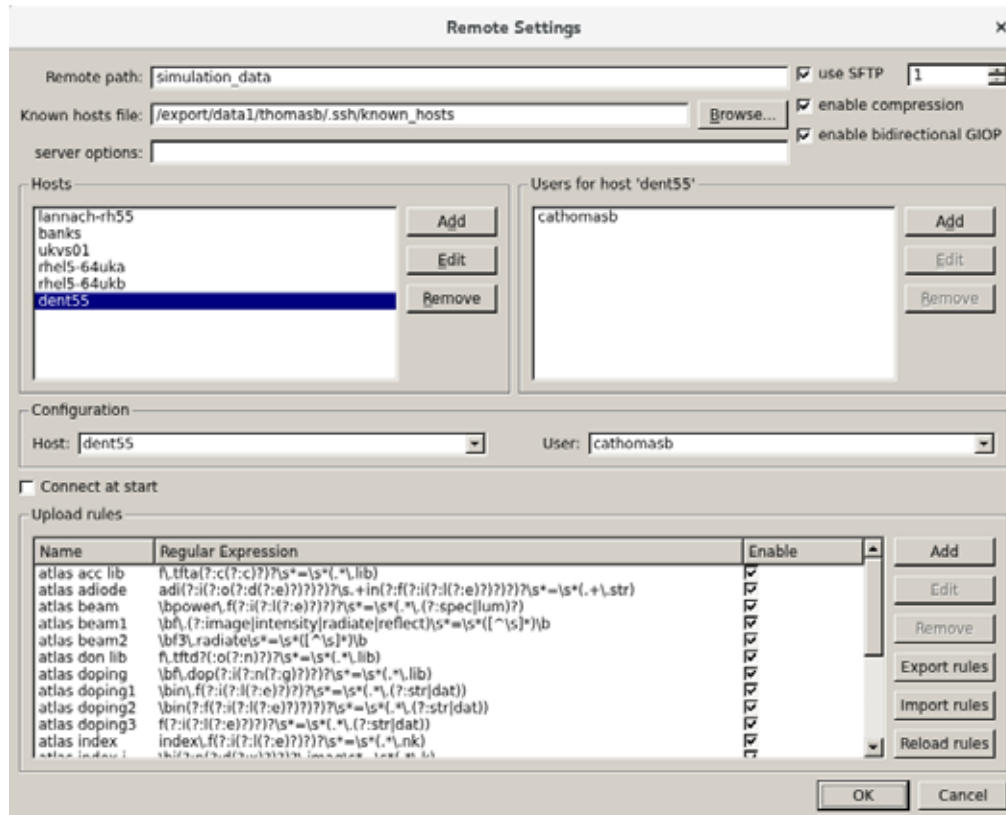 Remote Settings
Remote path: simulation_data use SFTP 1
Known hosts file: /export/data1/thomasb/.ssh/known_hosts Browse... enable compression
enable bidirectional GIOP
server options:
Hosts
lannach-rh55
banks
ukvs01
rhel5-64uka
rhel5-64ukb
dent55
Add
Edit
Remove
Users for host 'dent55'
cathomasb
Add
Edit
Remove
Configuration
Host: dent55 User: cathomasb
Connect at start
Upload rules
Name Regular Expression Enable
atlas acc lib f\.tfta(?:c(?:c)?)?\s*=\s*(.*\.lib)
atlas adiode adi(?:i(?:o(?:d(?:e)?)?)?)?\s.+in(?:f(?:i(?:l(?:e)?)?)?)?\s*=\s*(.+\.str)
atlas beam \bpower\.f(?:i(?:l(?:e)?)?)?\s*=\s*(.*\.(?:spec|lum)?)
atlas beam1 \bf\.(?:image|intensity|radiate|reflect)\s*=\s*([^\s]*)\b
atlas beam2 \bf3\.radiate\s*=\s*([^\s]*)\b
atlas don lib f\.tftd?(:o(?:n)?)?\s*=\s*(.*\.lib)
atlas doping \bf\.dop(?:i(?:n(?:g)?)?)?\s*=\s*(.*\.lib)
atlas doping1 \bin\.f(?:i(?:l(?:e)?)?)?\s*=\s*(.*\.(?:str|dat))
atlas doping2 \bin(?:f(?:i(?:l(?:e)?)?)?)?\s*=\s*(.*\.(?:str|dat))
atlas doping3 f(?:i(?:l(?:e)?)?)?\s*=\s*(.*\.(?:str|dat))
atlas index index\.f(?:i(?:l(?:e)?)?)?\s*=\s*(.*\.nk)
Add
Edit
Remove
Export rules
Import rules
Reload rules
OK Cancel